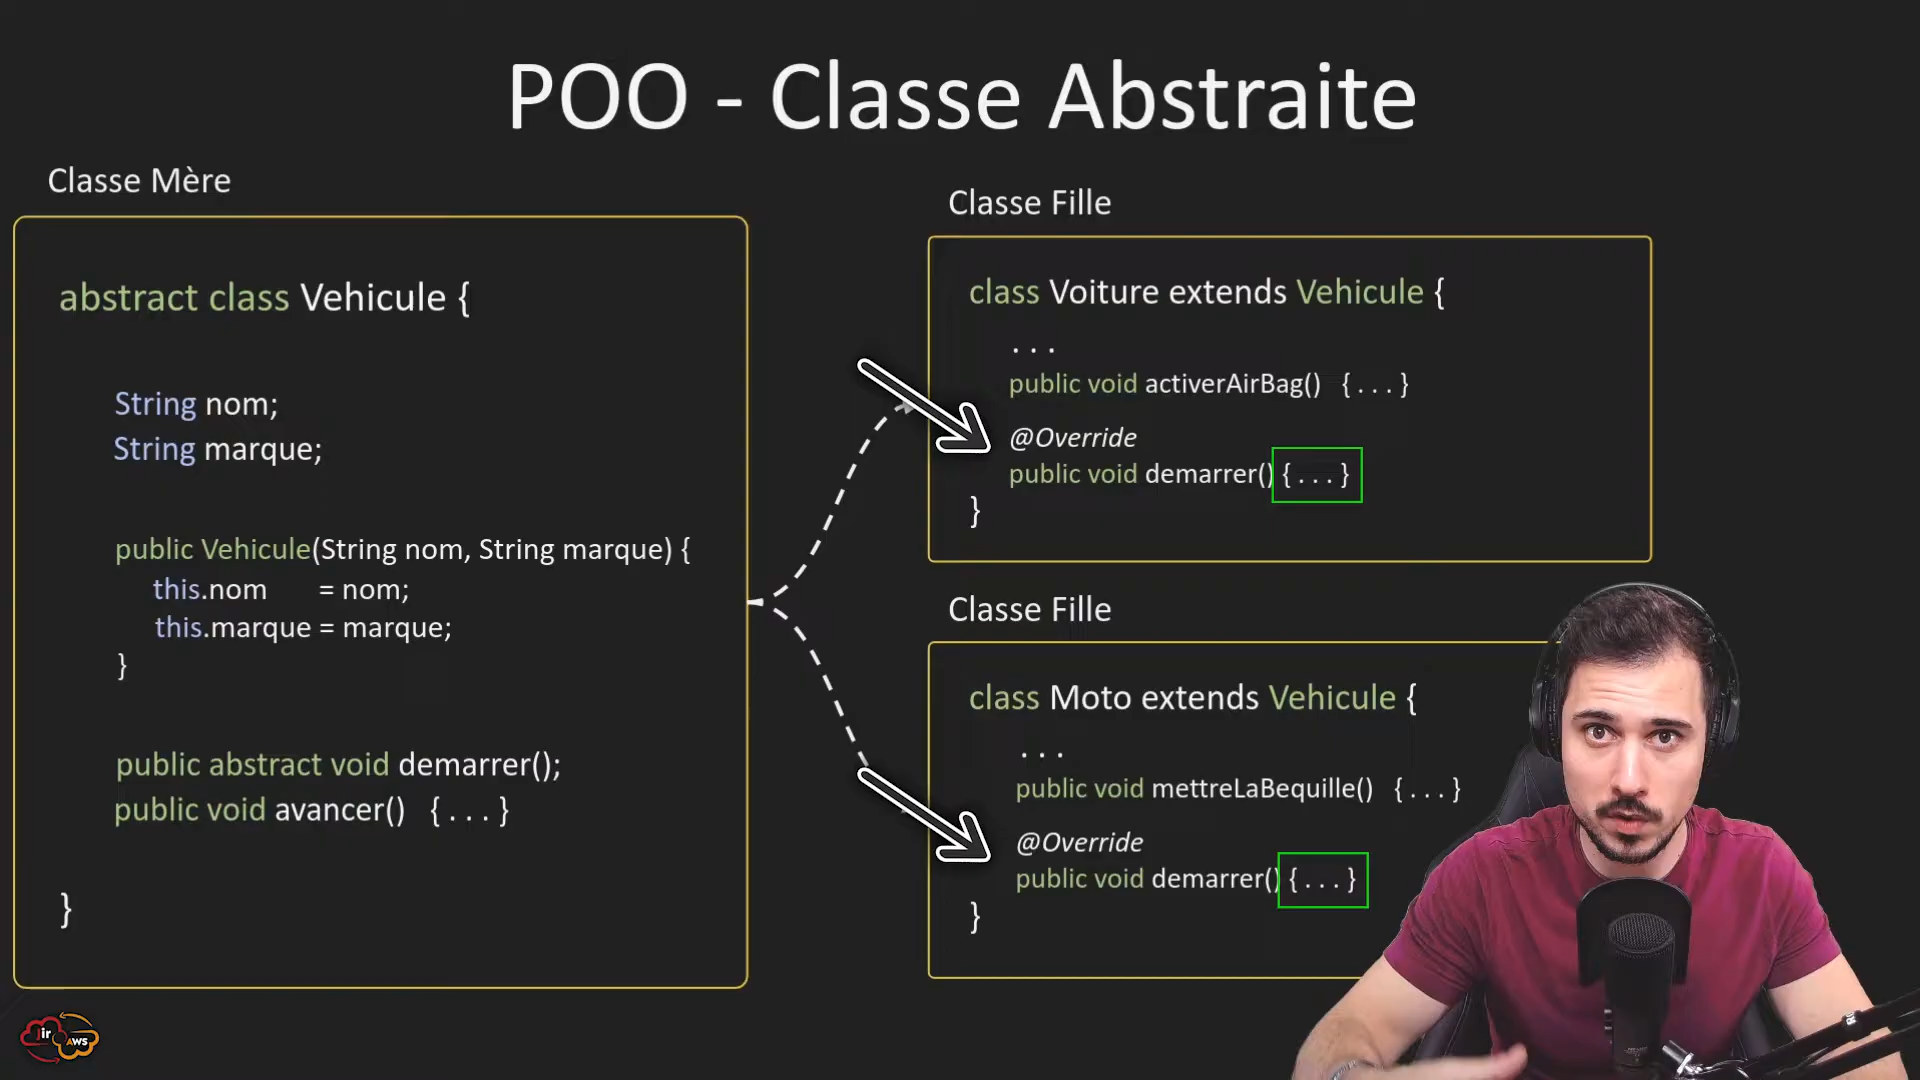 POO - Classe Abstraite
Classe Mère
abstract class Vehicule {
String nom;
String marque;
public Vehicule(String nom, String marque) {
this.nom = nom;
this.marque = marque;
}
public abstract void demarrer();
public void avancer() {...}
}
Classe Fille
class Voiture extends Vehicule {
...
public void activerAirBag() {...}
@Override
public void demarrer() {...}
}
Classe Fille
class Moto extends Vehicule {
...
public void mettreLaBequille() {...}
@Override
public void demarrer() {...}
}
AWS